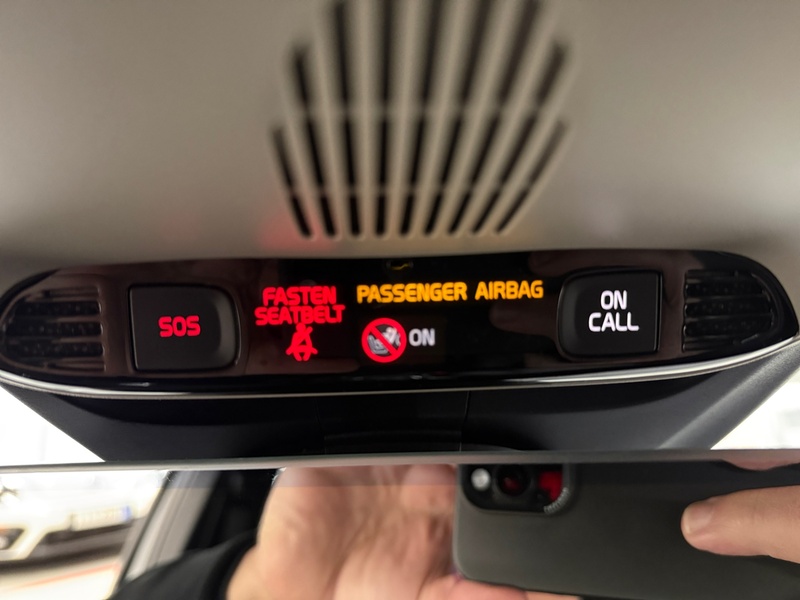 SOS
FASTEN
SEATBELT
PASSENGER AIRBAG
ON
ON
CALL